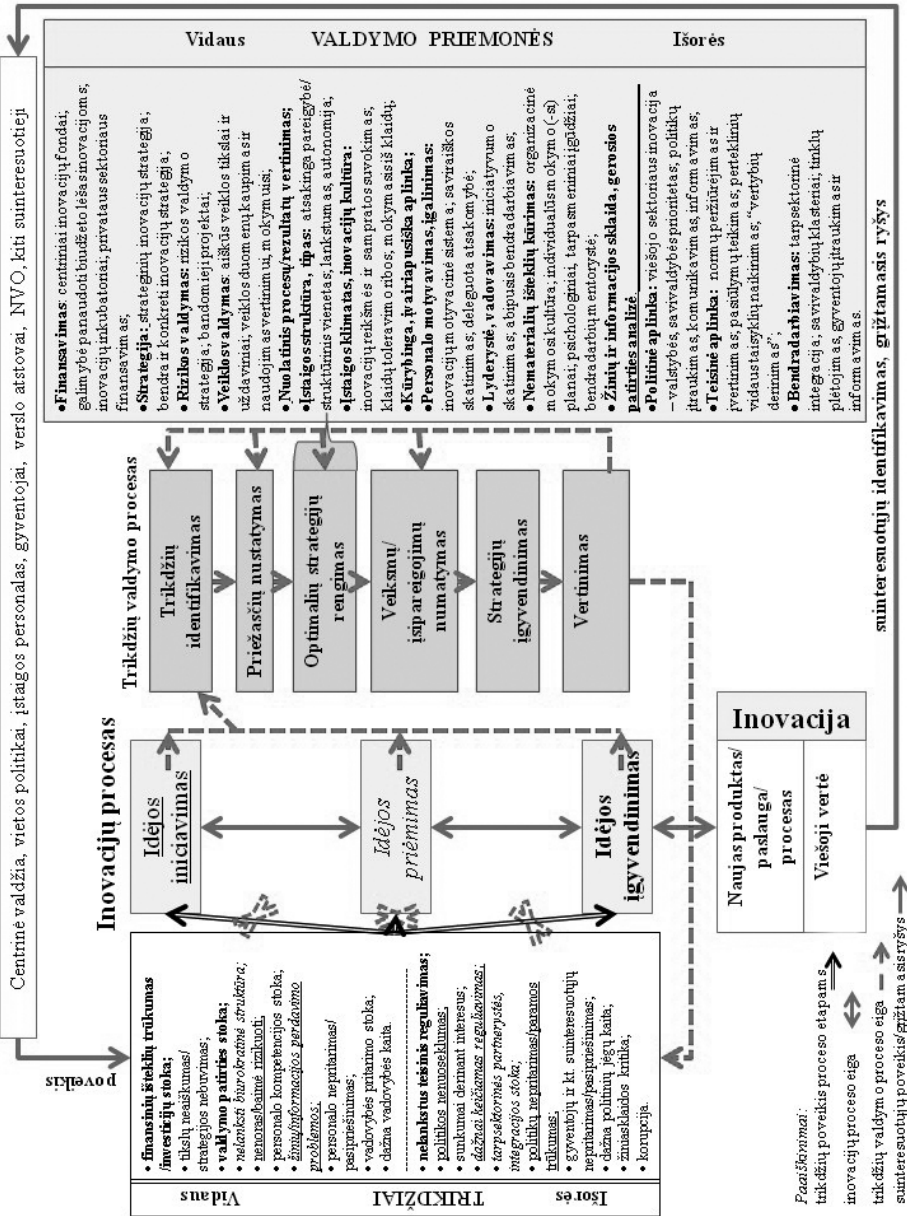 Centrinė valdžia, vietos politikai, įstaigos personalas, gyventojai, verslo atstovai, NVO, kiti suinteresuotieji
poveikis
TRIKDŽIAI
Vidaus
• finansinių išteklių trūkumas
/investicijų stoka;
• tikslų neaiškumas/
strategijos nebuvimas;
• valdymo patirties stoka;
• nelanksti biurokratinė struktūra;
• nenoras/baimė rizikuoti;
• personalo kompetencijos stoka;
žinių/informacijos perdavimo
problemos;
• personalo nepritarimas/
pasipriešinimas;
• vadovybės pritarimo stoka;
• dažna vadovybės kaita.
Išorės
• nelankstus teisinis reguliavimas;
• politikos nenuoseklumas;
• sunkumai derinant interesus;
• dažnai keičiamas reguliavimas;
• tarpsektorinės partnerystės,
integracijos stoka;
• politikų nepritarimas/paramos
trūkumas;
• gyventojų ir kt. suinteresuotųjų
nepritarimas/pasipriešinimas;
• dažna politinių jėgų kaita;
• žiniasklaidos kritika;
• korupcija.
Inovacijų procesas
Idėjos
iniciavimas
Idėjos
priėmimas
Idėjos
įgyvendinimas
Inovacija
Naujas produktas/
paslauga/
procesas
Viešoji vertė
Trikdžių valdymo procesas
Trikdžių
identifikavimas
Priežasčių nustatymas
Optimalių strategijų
rengimas
Veiksmų/
įsipareigojimų
numatymas
Strategijų
įgyvendinimas
Vertinimas
VALDYMO PRIEMONĖS
Vidaus
•Finansavimas: centriniai inovacijų fondai;
galimybė panaudoti biudžeto lėšas inovacijoms;
inovacijų inkubatoriai; privataus sektoriaus
finansavimas;
•Strategija: strateginių inovacijų strategija;
bendra ir konkreti inovacijų strategija;
• Rizikos valdymas: rizikos valdymo
strategija; bandomieji projektai;
• Veiklos valdymas: aiškūs veiklos tikslai ir
uždaviniai; veiklos duomenų kaupimas ir
naudojimas vertinimui, mokymuisi;
•Nuolatinis procesų/rezultatų vertinimas;
•Įstaigos struktūra, tipas: atsakinga pareigybė/
struktūrinis vienetas; lankstumas, autonomija;
•Įstaigos klimatas, inovacijų kultūra:
inovacijų reikšmės ir sampratos suvokimas;
klaidų toleravimo ribos; mokymasis iš klaidų;
•Kūrybinga, įvairiapusiška aplinka;
•Personalo motyvavimas, įgalinimas:
inovacijų motyvacinė sistema; saviraiškos
skatinimas; deleguota atsakomybė;
•Lyderystė, vadovavimas: iniciatyvumo
skatinimas; abipusis bendradarbiavimas;
• Nematerialių išteklių kūrimas: organizacinė
mokymosi kultūra; individualūs mokymo(-si)
planai; psichologiniai, tarpasmeniniai įgūdžiai;
bendradarbių mentorystė;
• Žinių ir informacijos sklaida, gerosios
patirties analizė.
Išorės
•Politinė aplinka: viešojo sektoriaus inovacija
– valstybės, savivaldybės prioritetas; politikų
įtraukimas, komunikavimas, informavimas;
•Teisinė aplinka: normų peržiūrėjimas ir
įvertinimas; pasiūlymų teikimas; perteklinių
vidaus taisyklių naikinimas; “vertybių
derinimas”;
•Bendradarbiavimas: tarpsektorinė
integracija; savivaldybių klasteriai; tinklų
plėtojimas, gyventojų įtraukimas ir
informavimas.
suinteresuotųjų identifikavimas, grįžtamasis ryšys
Paaiškinimai:
trikdžių poveikis proceso etapams
inovacijų proceso eiga
trikdžių valdymo proceso eiga
suinteresuotųjų poveikis/grįžtamasis ryšys